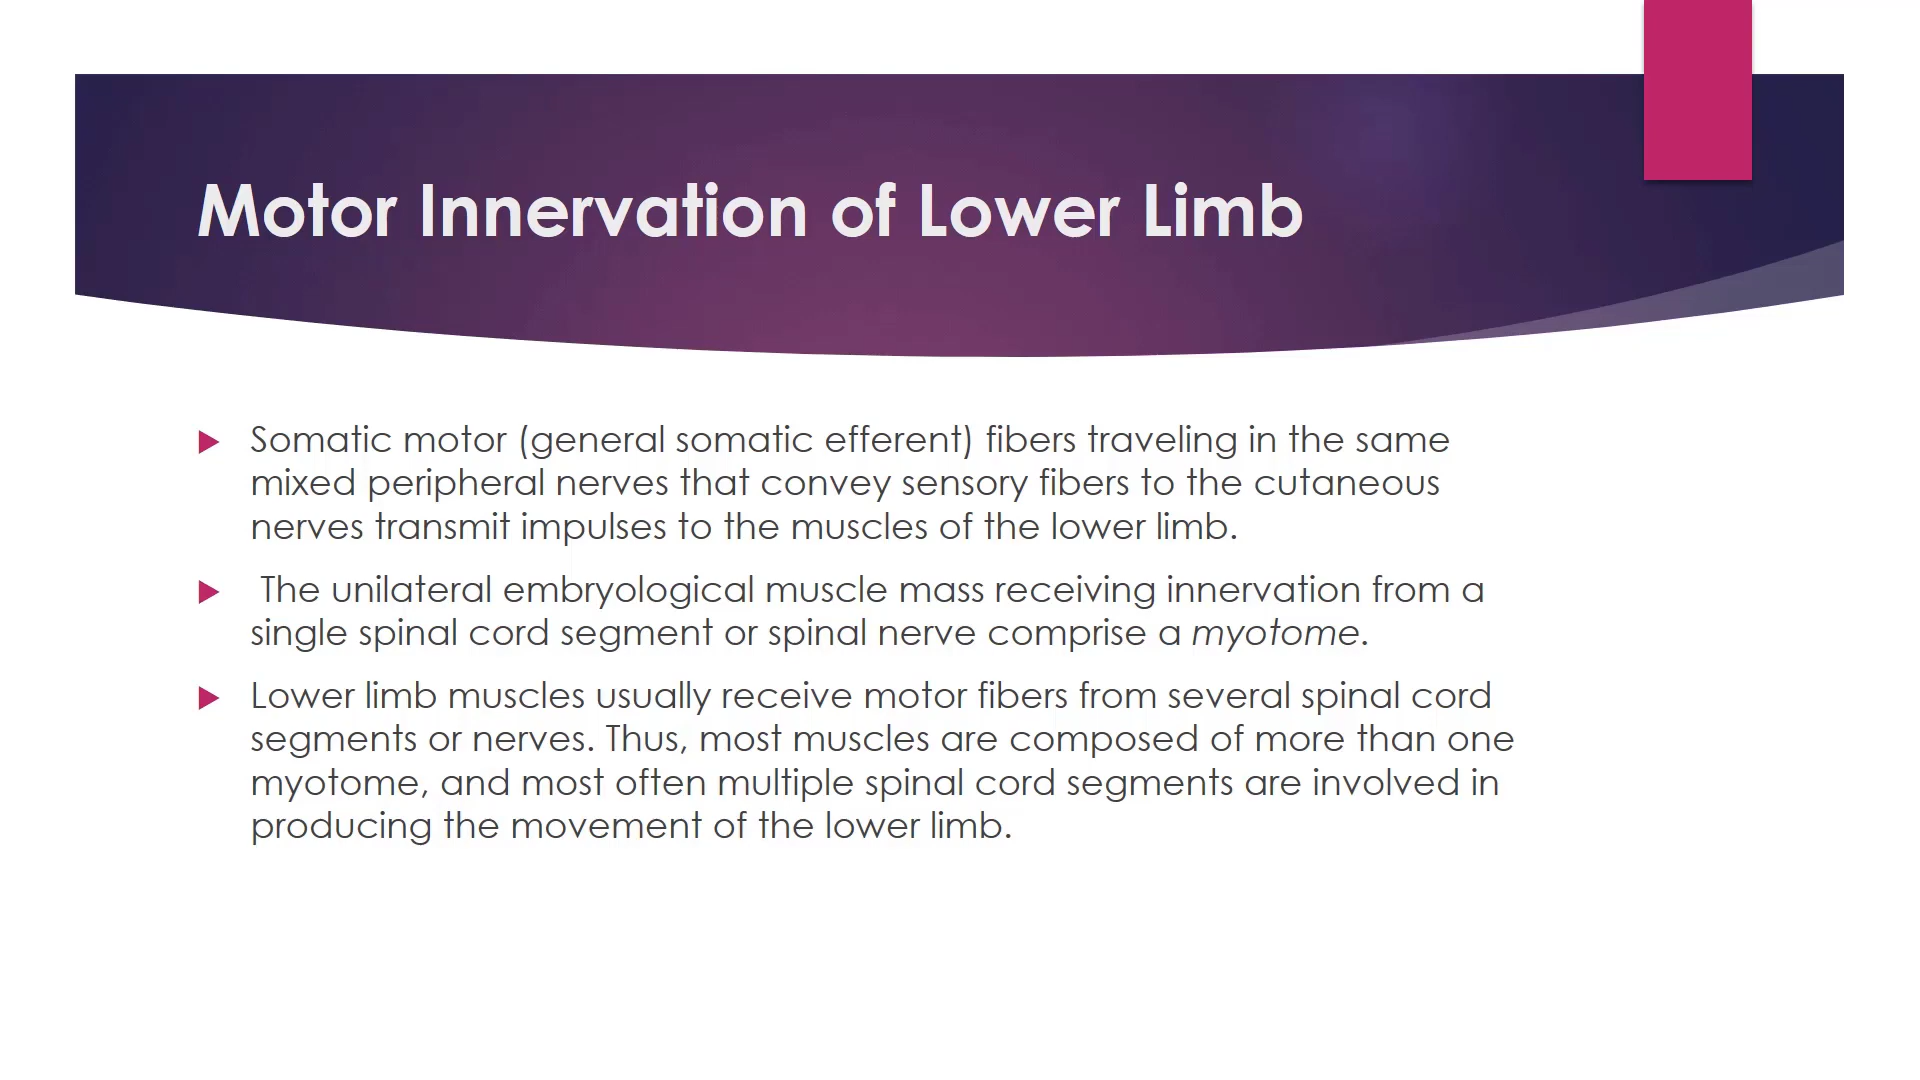 Motor Innervation of Lower Limb
Somatic motor (general somatic efferent) fibers traveling in the same
mixed peripheral nerves that convey sensory fibers to the cutaneous
nerves transmit impulses to the muscles of the lower limb.
The unilateral embryological muscle mass receiving innervation from a
single spinal cord segment or spinal nerve comprise a myotome.
Lower limb muscles usually receive motor fibers from several spinal cord
segments or nerves. Thus, most muscles are composed of more than one
myotome, and most often multiple spinal cord segments are involved in
producing the movement of the lower limb.